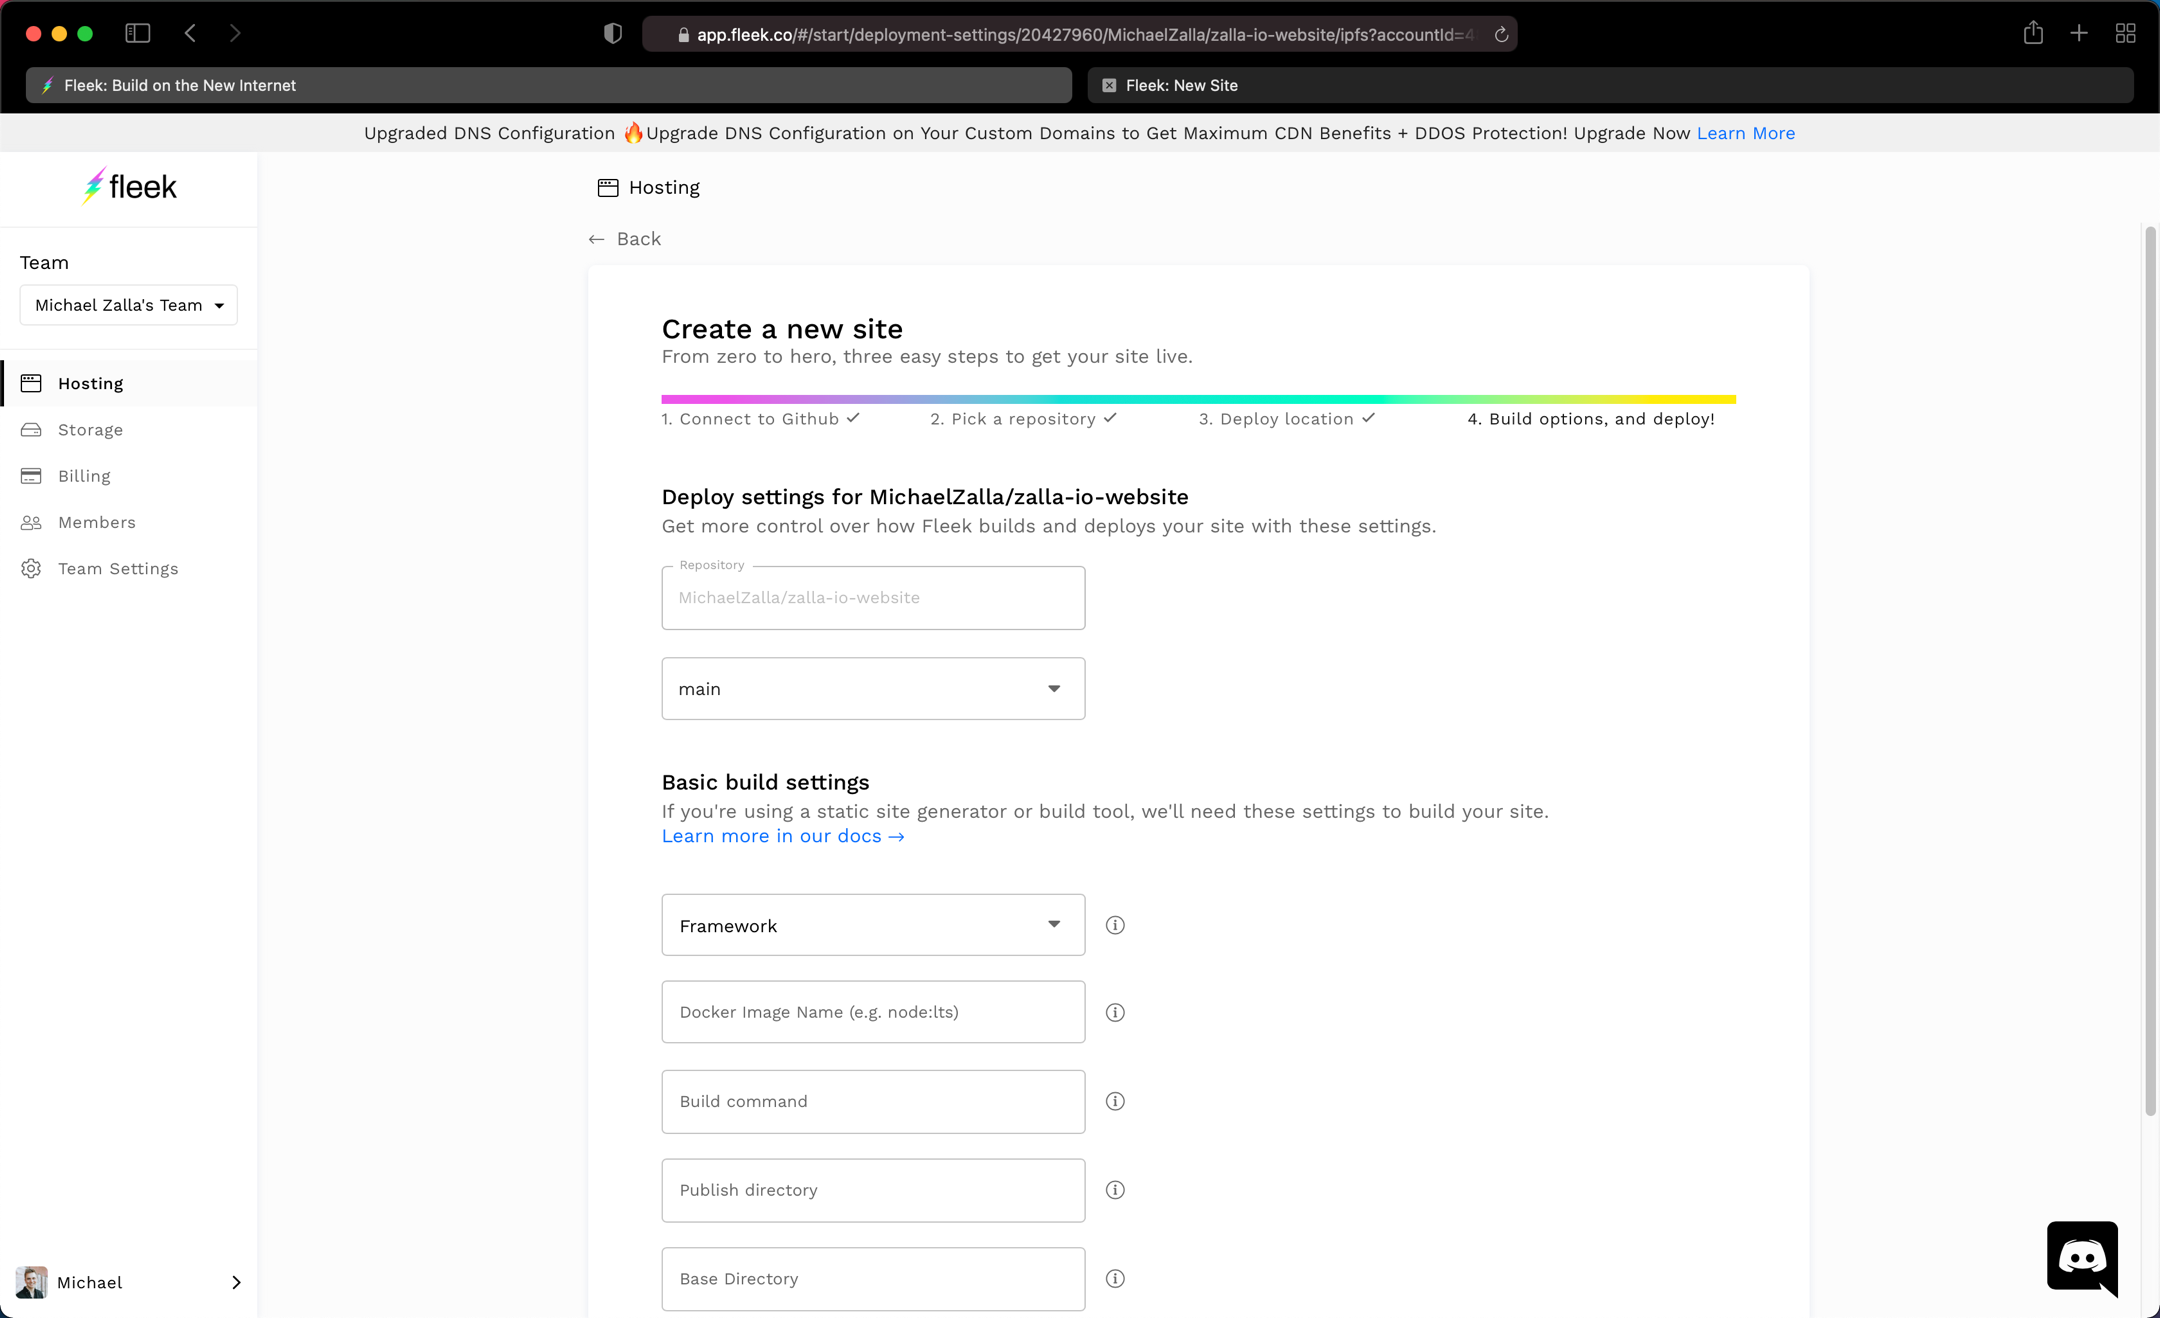 app.fleek.co/#/start/deployment-settings/20427960/MichaelZalla/zalla-io-website/ipfs?accountId=4
Fleek: Build on the New Internet
Fleek: New Site
Upgraded DNS Configuration 🔥Upgrade DNS Configuration on Your Custom Domains to Get Maximum CDN Benefits + DDOS Protection! Upgrade Now Learn More
fleek
Team
Michael Zalla's Team
Hosting
Storage
Billing
Members
Team Settings
Michael
Hosting
← Back
Create a new site
From zero to hero, three easy steps to get your site live.
1. Connect to Github ✓
2. Pick a repository ✓
3. Deploy location ✓
4. Build options, and deploy!
Deploy settings for MichaelZalla/zalla-io-website
Get more control over how Fleek builds and deploys your site with these settings.
Repository
MichaelZalla/zalla-io-website
main
Basic build settings
If you're using a static site generator or build tool, we'll need these settings to build your site.
Learn more in our docs →
Framework
Docker Image Name (e.g. node:lts)
Build command
Publish directory
Base Directory